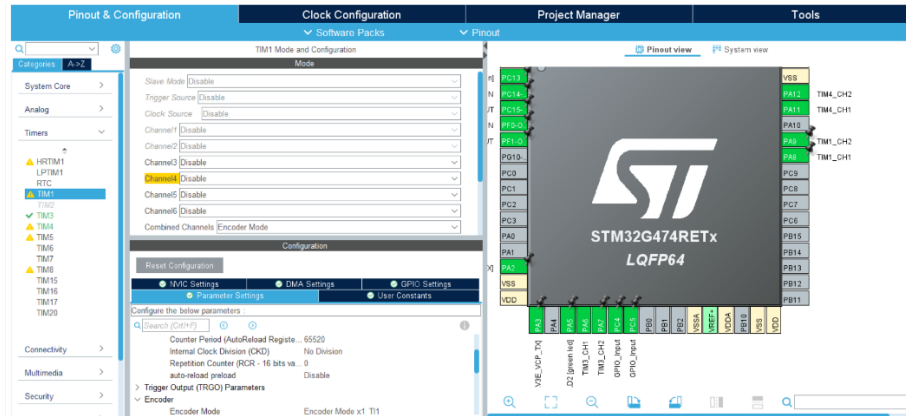 Pinout & Configuration
Clock Configuration
Project Manager
Tools
Software Packs
Pinout
Categories
A->Z
System Core
Analog
Timers
HRTIM1
LPTIM1
RTC
TIM1
TIM2
TIM3
TIM4
TIM5
TIM6
TIM7
TIM8
TIM15
TIM16
TIM17
TIM20
Connectivity
Multimedia
Security
TIM1 Mode and Configuration
Mode
Slave Mode Disable
Trigger Source Disable
Clock Source Disable
Channel1 Disable
Channel2 Disable
Channel3 Disable
Channel4 Disable
Channel5 Disable
Channel6 Disable
Combined Channels Encoder Mode
Configuration
Reset Configuration
NVIC Settings
DMA Settings
GPIO Settings
Parameter Settings
User Constants
Configure the below parameters :
Search (Crtl+F)
Counter Period (AutoReload Registe... 65520
Internal Clock Division (CKD) No Division
Repetition Counter (RCR - 16 bits va... 0
auto-reload preload Disable
Trigger Output (TRGO) Parameters
Encoder
Encoder Mode Encoder Mode x1 TI1
Pinout view
System view
PC13
PC14-
PC15-
PF0-O
PF1-O
PG10-
PC0
PC1
PC2
PC3
PA0
PA1
PA2
VSS
VDD
STM32G474RETx
LQFP64
VSS
PA12 TIM4_CH2
PA11 TIM4_CH1
PA10
PA9 TIM1_CH2
PA8 TIM1_CH1
PC9
PC8
PC7
PC6
PB15
PB14
PB13
PB12
PB11
PA3
PA4
PA5
PA6
PA7
PC4
PC5
PB0
PB1
PB2
VSSA
VREF+
VDDA
PB10
VSS
VDD
V3E_VCP_TX]
.D2 [green led]
TIM3_CH1
TIM3_CH2
GPIO_Input
GPIO_Input